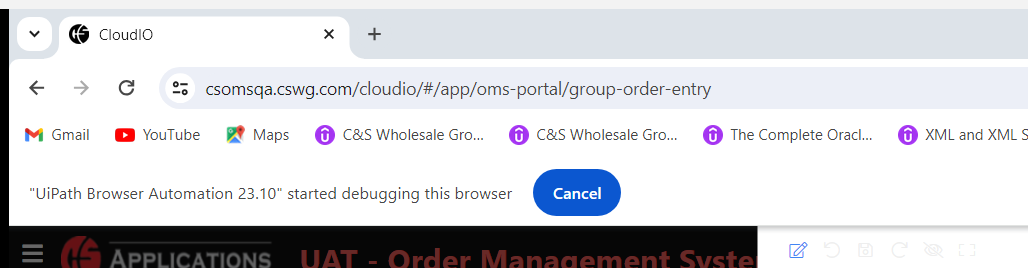 CloudIO
csomsqa.cswg.com/cloudio/#/app/oms-portal/group-order-entry
Gmail YouTube Maps C&S Wholesale Gro... C&S Wholesale Gro... The Complete Oracl... XML and XML S
"UiPath Browser Automation 23.10" started debugging this browser Cancel
APPLICATIONS UAT - Order Management Syste